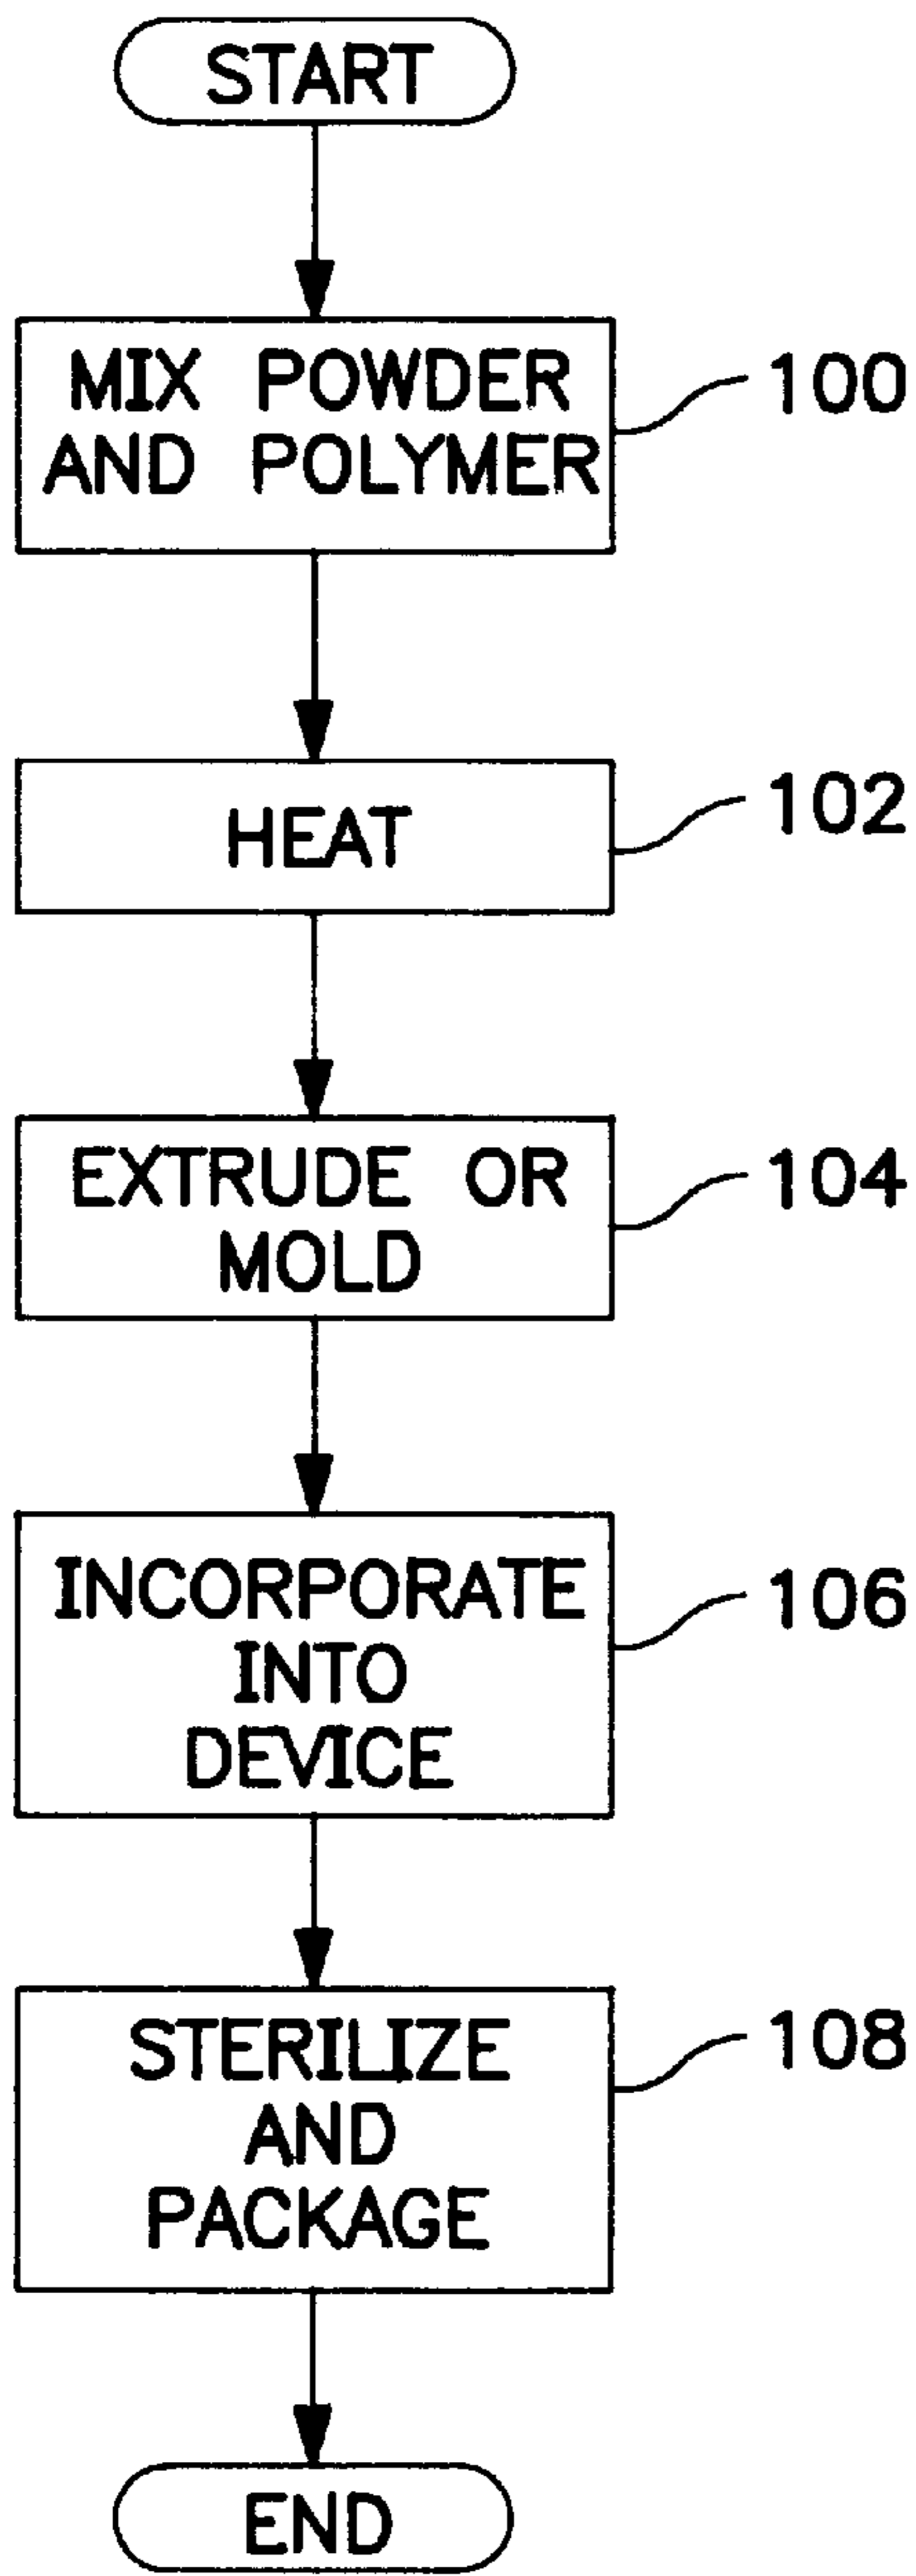 START
MIX POWDER
AND POLYMER
100
HEAT
102
EXTRUDE OR
MOLD
104
INCORPORATE
INTO
DEVICE
106
STERILIZE
AND
PACKAGE
108
END